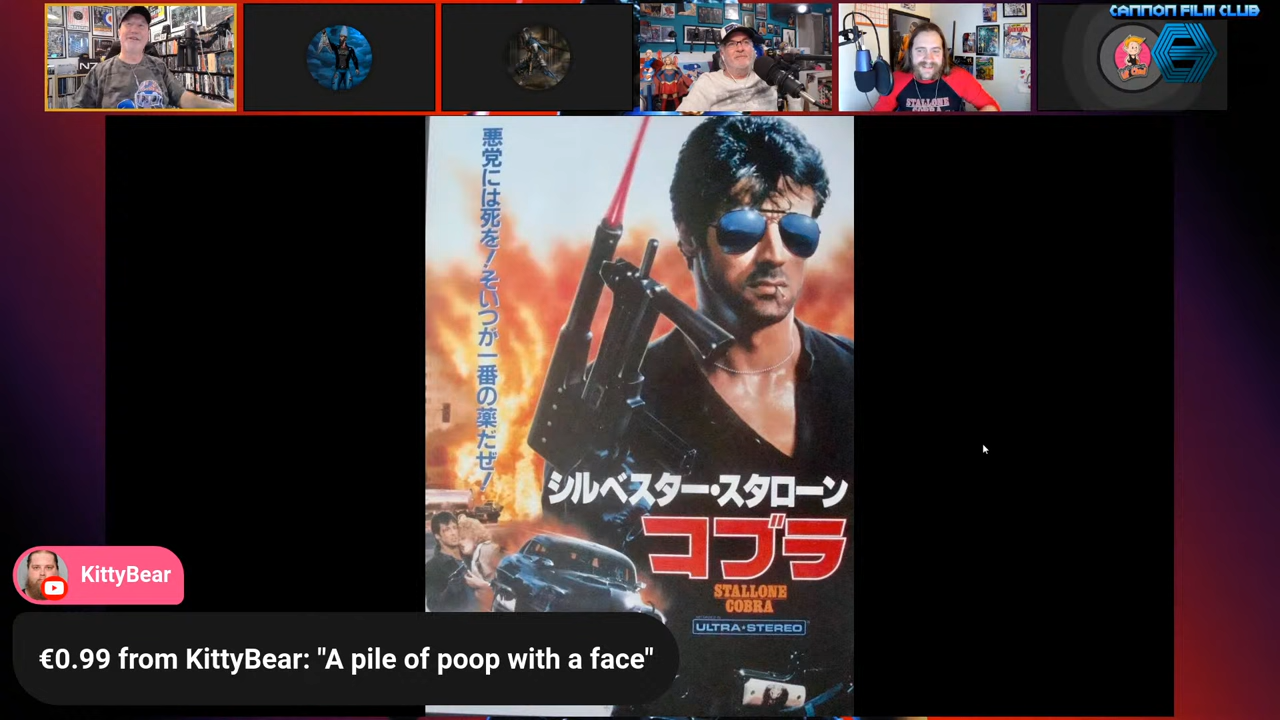 CANNON FILM CLUB
STALLONE
COBRA
悪党には死を!そいつが一番の薬だぜ!
シルベスター・スタローン
コブラ
STALLONE
COBRA
ULTRA★STEREO
KittyBear
€0.99 from KittyBear: "A pile of poop with a face"